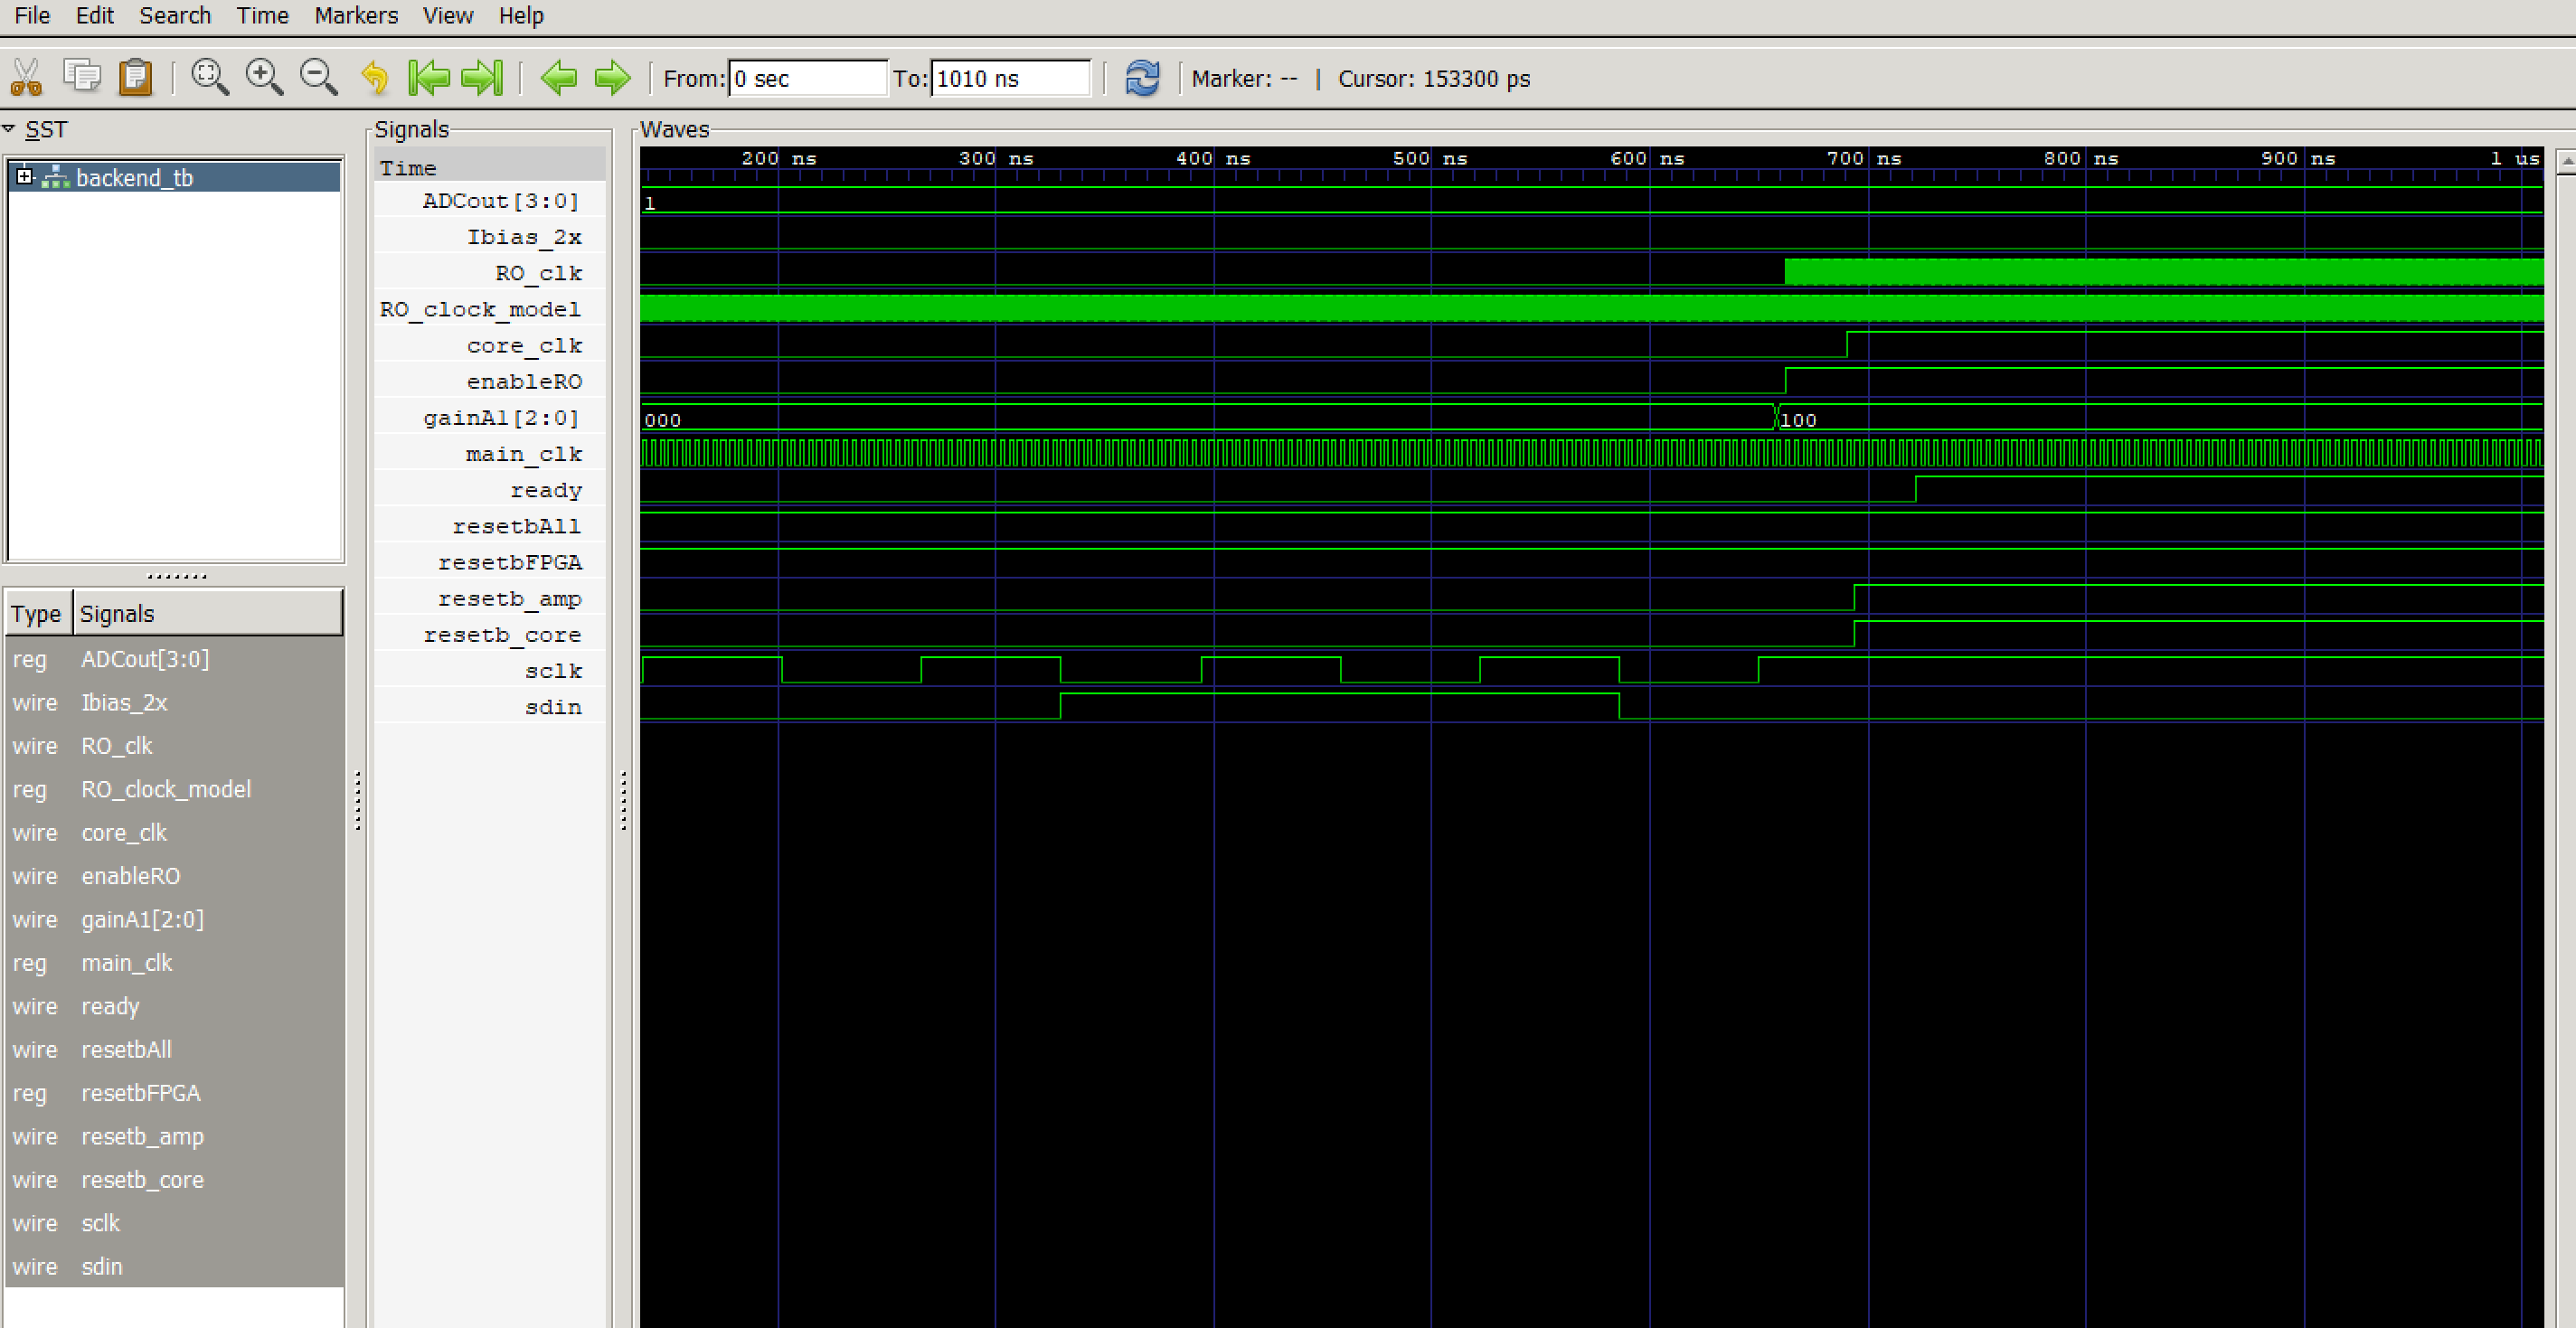 File Edit Search Time Markers View Help
From: 0 sec To: 1010 ns Marker: -- | Cursor: 153300 ps
SST
backend_tb
Type Signals
reg ADCout[3:0]
wire Ibias_2x
wire RO_clk
reg RO_clock_model
wire core_clk
wire enableRO
wire gainA1[2:0]
reg main_clk
wire ready
wire resetbAll
reg resetbFPGA
wire resetb_amp
wire resetb_core
wire sclk
wire sdin
Signals
Time
ADCout[3:0]
Ibias_2x
RO_clk
RO_clock_model
core_clk
enableRO
gainA1[2:0]
main_clk
ready
resetbAll
resetbFPGA
resetb_amp
resetb_core
sclk
sdin
Waves
200 ns 300 ns 400 ns 500 ns 600 ns 700 ns 800 ns 900 ns 1 us
1
000 100